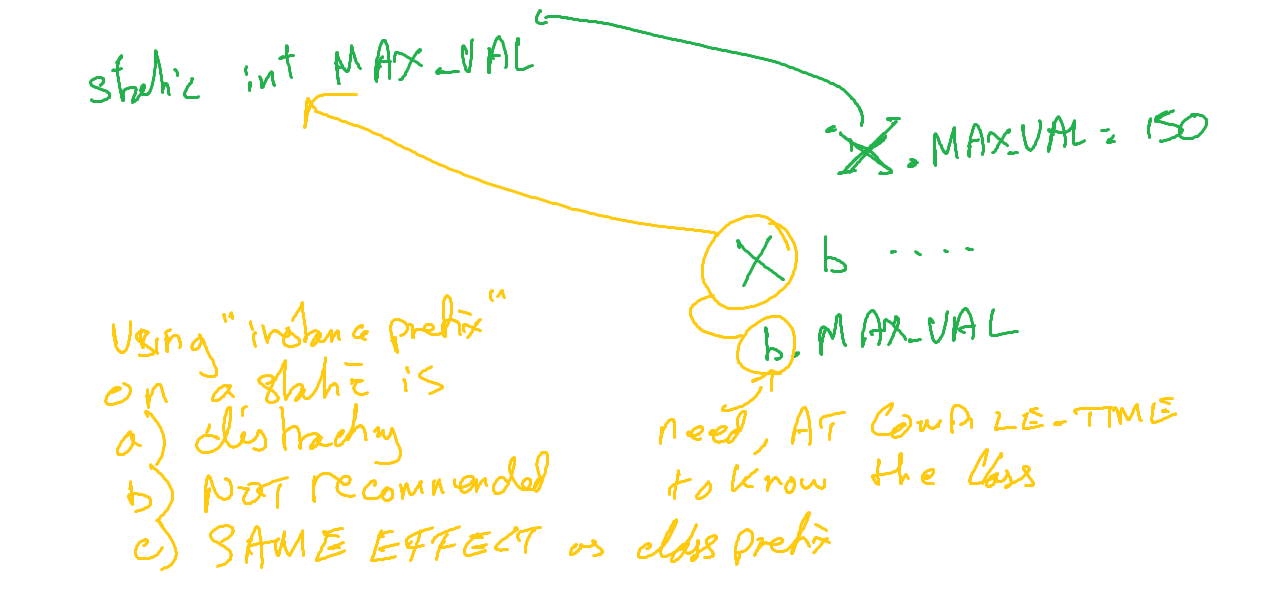 static int MAX_VAL
X.MAX_VAL = 150
X b ....
b.MAX_VAL
Using "instance prefix"
on a static is
a) distracting
b) NOT recommended
c) SAME EFFECT as class prefix
need, AT COMPILE-TIME
to know the class